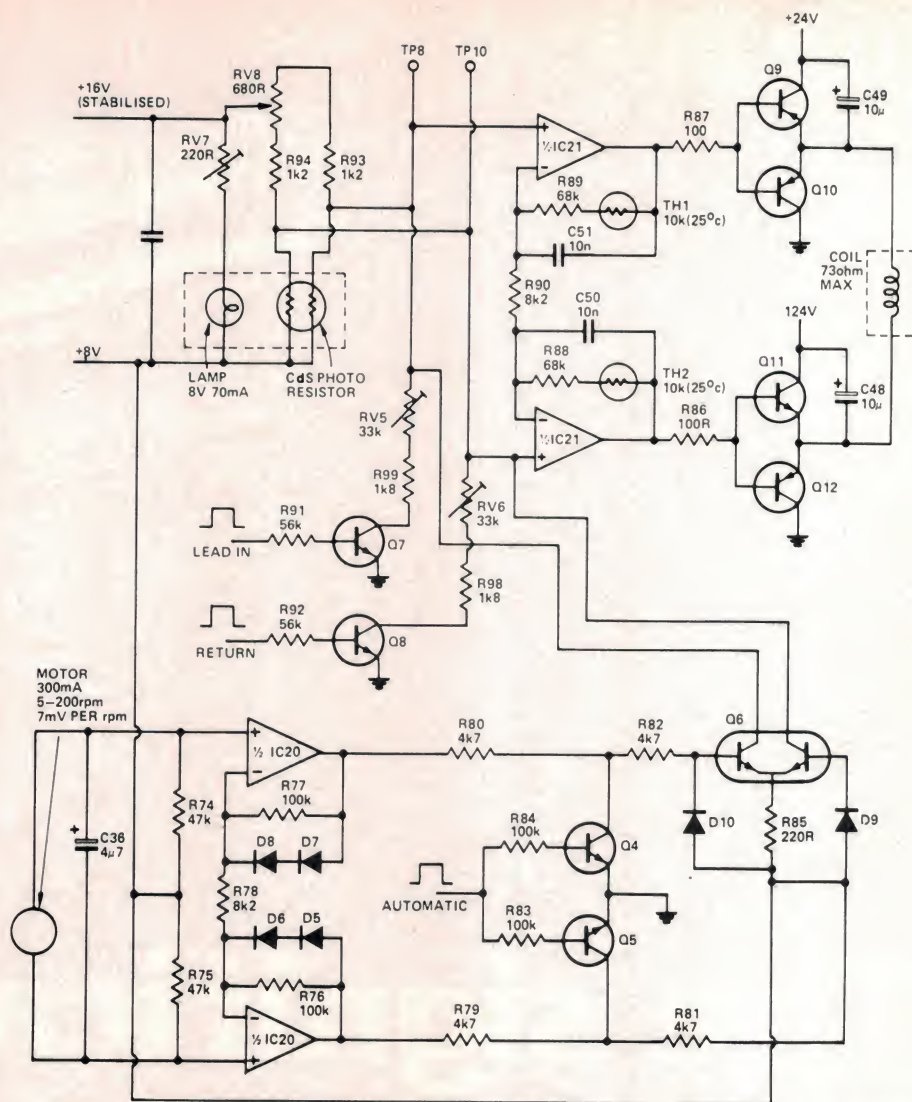 TP8
TP10
+24V
+16V
(STABILISED)
RV8
680R
Q9
C49
10µ
RV7
220R
R94
1k2
R93
1k2
½IC21
R87
100
Q10
R89
68k
TH1
10k(25°c)
C51
10n
COIL
73ohm
MAX
R90
8k2
C50
10n
124V
+8V
LAMP
8V 70mA
CdS PHOTO
RESISTOR
R88
68k
TH2
10k(25°c)
Q11
C48
10µ
RV5
33k
½IC21
R86
100R
Q12
R99
1k8
RV6
33k
R91
56k
LEAD IN
Q7
R98
1k8
R92
56k
RETURN
Q8
MOTOR
300mA
5–200rpm
7mV PER rpm
½ IC20
R80
4k7
R82
4k7
Q6
R77
100k
R74
47k
C36
4µ7
D8
D7
R84
100k
Q4
D10
R85
220R
D9
R78
8k2
AUTOMATIC
D6
D5
R83
100k
Q5
R75
47k
R76
100k
R79
4k7
R81
4k7
½ IC20